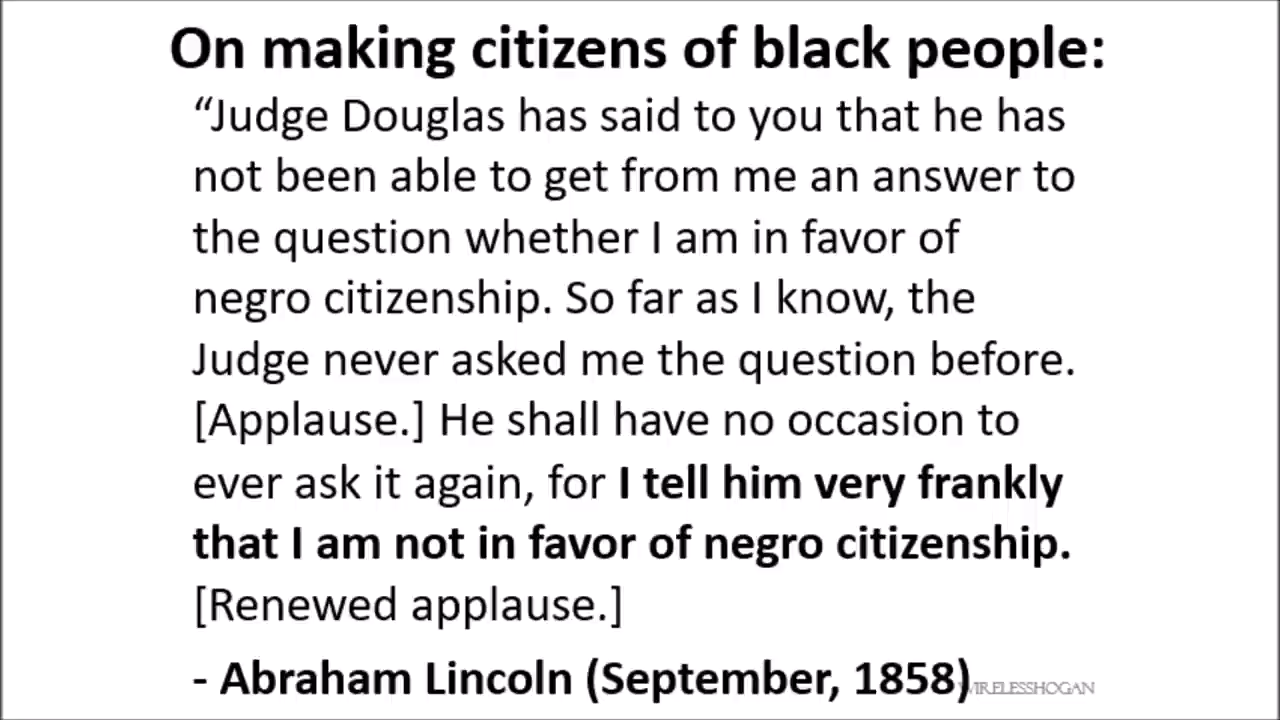 On making citizens of black people:
“Judge Douglas has said to you that he has
not been able to get from me an answer to
the question whether I am in favor of
negro citizenship. So far as I know, the
Judge never asked me the question before.
[Applause.] He shall have no occasion to
ever ask it again, for I tell him very frankly
that I am not in favor of negro citizenship.
[Renewed applause.]
- Abraham Lincoln (September, 1858)
WIRELESSHOGAN